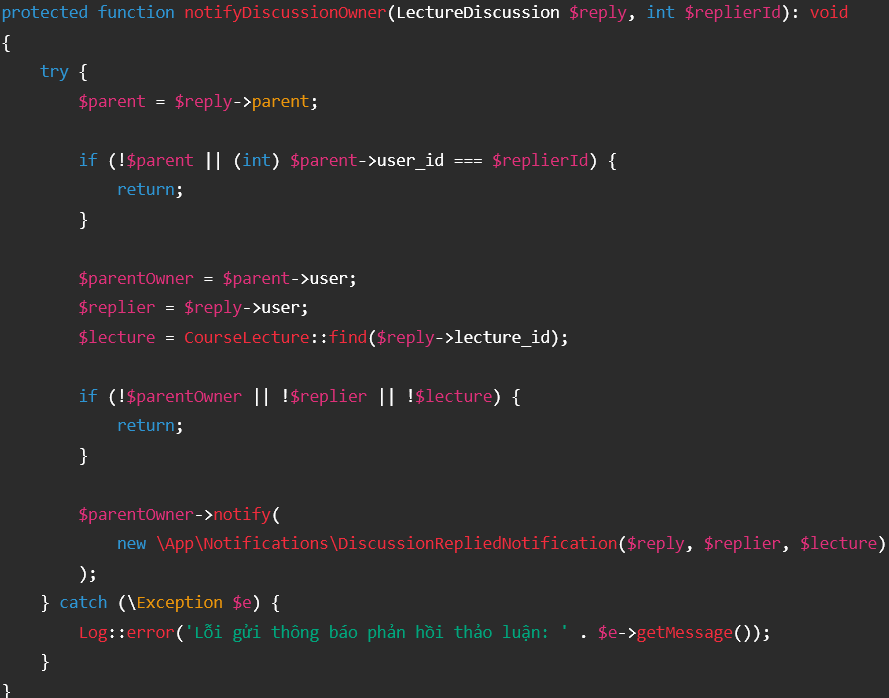 protected function notifyDiscussionOwner(LectureDiscussion $reply, int $replierId): void
{
    try {
        $parent = $reply->parent;

        if (!$parent || (int) $parent->user_id === $replierId) {
            return;
        }

        $parentOwner = $parent->user;
        $replier = $reply->user;
        $lecture = CourseLecture::find($reply->lecture_id);

        if (!$parentOwner || !$replier || !$lecture) {
            return;
        }

        $parentOwner->notify(
            new \App\Notifications\DiscussionRepliedNotification($reply, $replier, $lecture)
        );
    } catch (\Exception $e) {
        Log::error('Lỗi gửi thông báo phản hồi thảo luận: ' . $e->getMessage());
    }
}